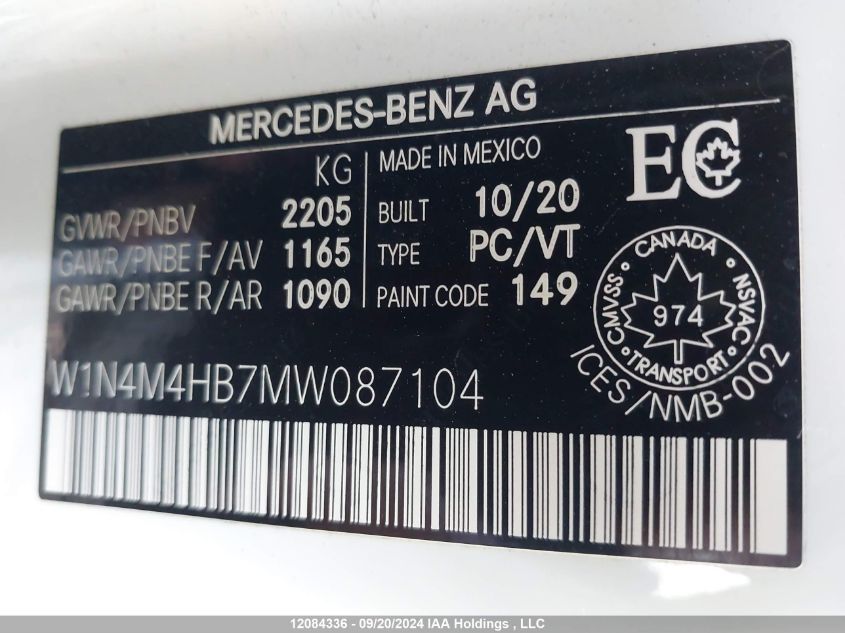 MERCEDES-BENZ AG
KG
GVWR/PNBV 2205
GAWR/PNBE F/AV 1165
GAWR/PNBE R/AR 1090
MADE IN MEXICO
BUILT 10/20
TYPE PC/VT
PAINT CODE 149
EC
CANADA
CMVSS NSVAC
974
TRANSPORT
ICES/NMB-002
W1N4M4HB7MW087104
12084336 - 09/20/2024 IAA Holdings , LLC